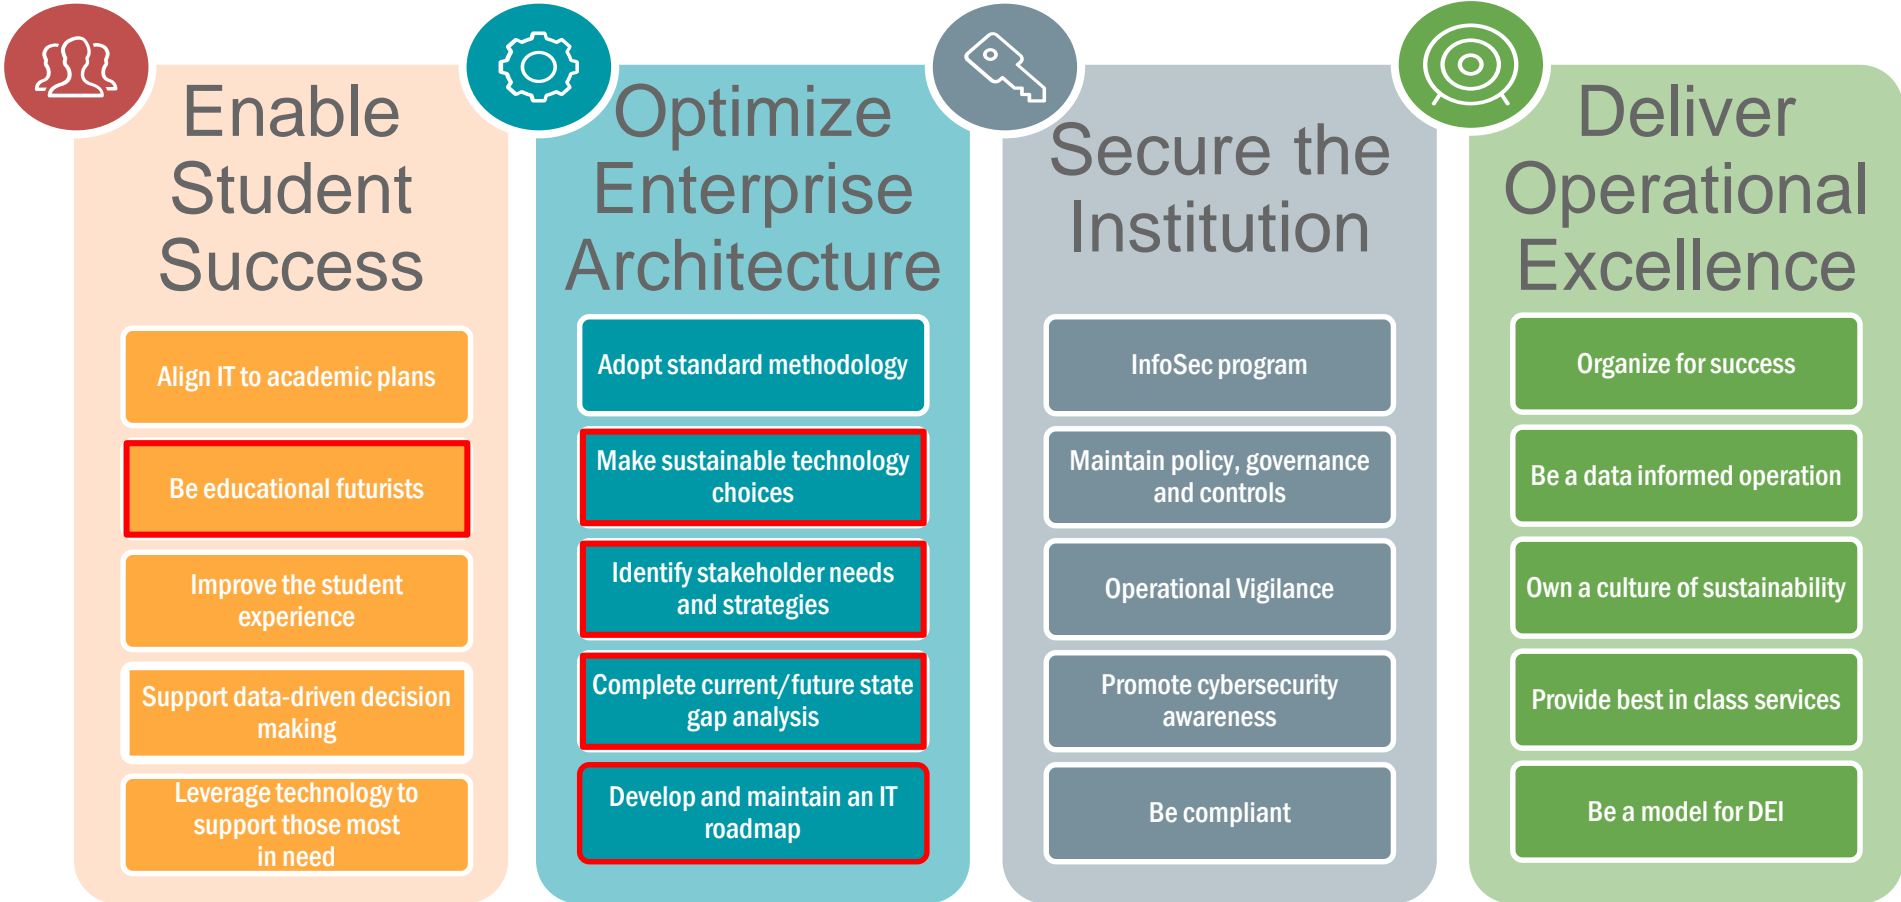 Enable
Student
Success
Align IT to academic plans
Be educational futurists
Improve the student
experience
Support data-driven decision
making
Leverage technology to
support those most
in need
Optimize
Enterprise
Architecture
Adopt standard methodology
Make sustainable technology
choices
Identify stakeholder needs
and strategies
Complete current/future state
gap analysis
Develop and maintain an IT
roadmap
Secure the
Institution
InfoSec program
Maintain policy, governance
and controls
Operational Vigilance
Promote cybersecurity
awareness
Be compliant
Deliver
Operational
Excellence
Organize for success
Be a data informed operation
Own a culture of sustainability
Provide best in class services
Be a model for DEI